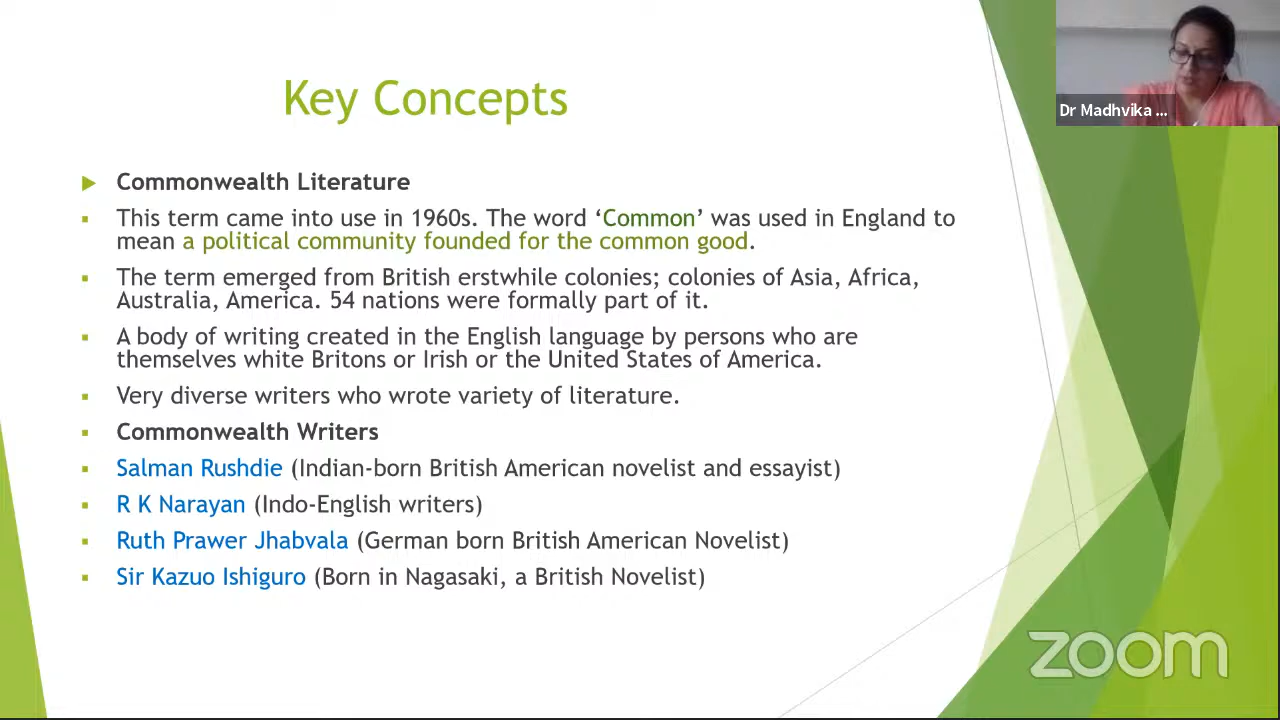 Key Concepts
Commonwealth Literature
This term came into use in 1960s. The word ‘Common’ was used in England to
mean a political community founded for the common good.
The term emerged from British erstwhile colonies; colonies of Asia, Africa,
Australia, America. 54 nations were formally part of it.
A body of writing created in the English language by persons who are
themselves white Britons or Irish or the United States of America.
Very diverse writers who wrote variety of literature.
Commonwealth Writers
Salman Rushdie (Indian-born British American novelist and essayist)
R K Narayan (Indo-English writers)
Ruth Prawer Jhabvala (German born British American Novelist)
Sir Kazuo Ishiguro (Born in Nagasaki, a British Novelist)
Dr Madhvika ...
zoom